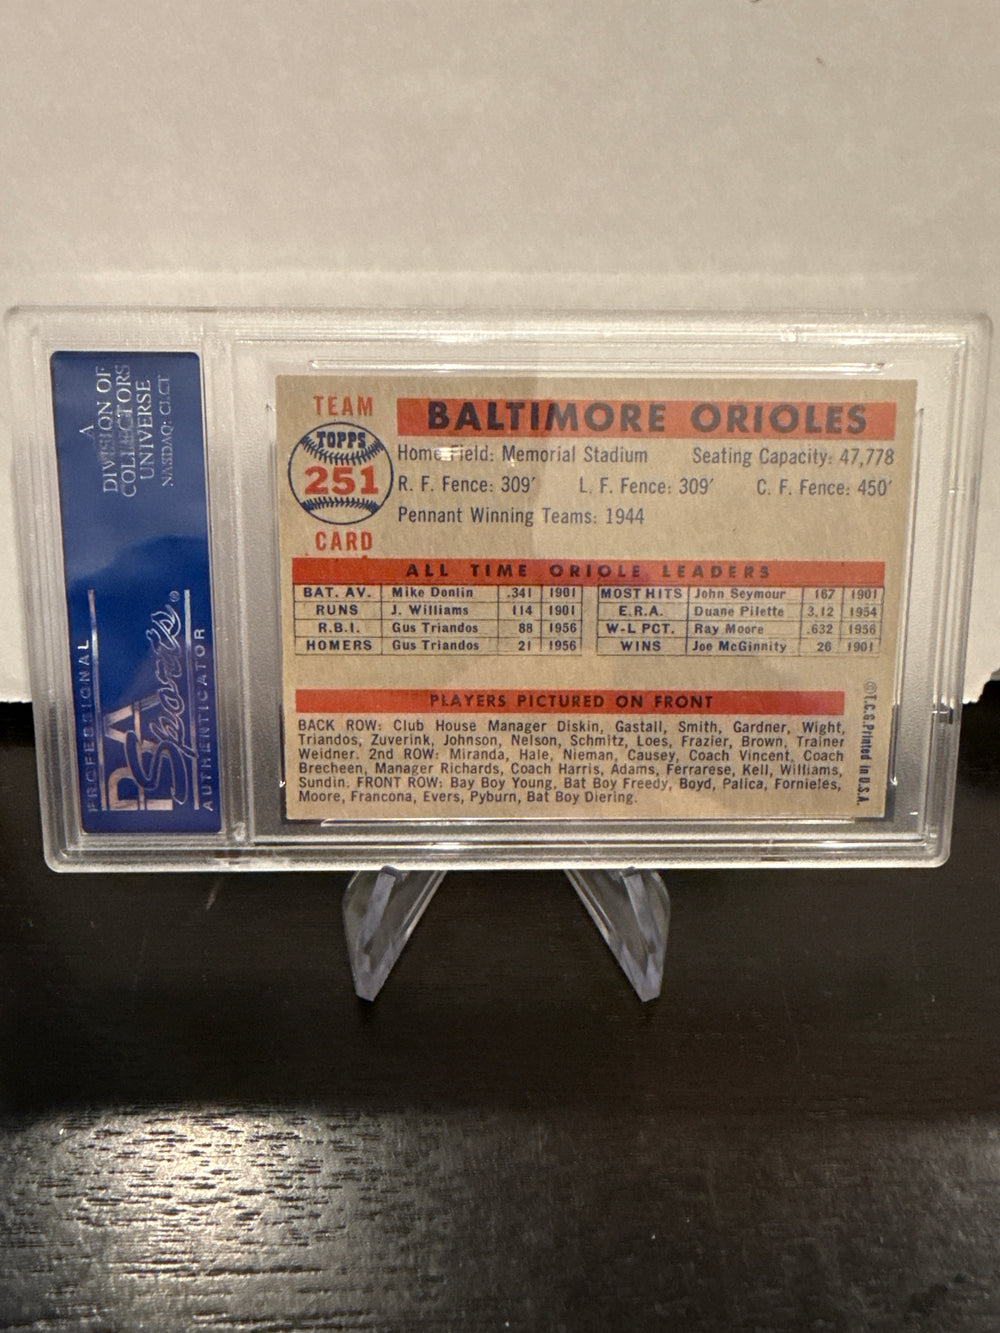 A
DIVISION OF
COLLECTORS
UNIVERSE
NASDAQ: CLCT
PROFESSIONAL
PSA
Sports®
AUTHENTICATOR
TEAM
TOPPS
251
CARD
BALTIMORE ORIOLES
Home Field: Memorial Stadium Seating Capacity: 47,778
R. F. Fence: 309′ L. F. Fence: 309′ C. F. Fence: 450′
Pennant Winning Teams: 1944
ALL TIME ORIOLE LEADERS
BAT. AV. Mike Donlin .341 1901 MOST HITS John Seymour 167 1901
RUNS J. Williams 114 1901 E.R.A. Duane Pilette 3.12 1954
R.B.I. Gus Triandos 88 1956 W-L PCT. Ray Moore .632 1956
HOMERS Gus Triandos 21 1956 WINS Joe McGinnity 26 1901
PLAYERS PICTURED ON FRONT
BACK ROW: Club House Manager Diskin, Gastall, Smith, Gardner, Wight,
Triandos, Zuverink, Johnson, Nelson, Schmitz, Loes, Frazier, Brown, Trainer
Weidner. 2nd ROW: Miranda, Hale, Nieman, Causey, Coach Vincent, Coach
Brecheen, Manager Richards, Coach Harris, Adams, Ferrarese, Kell, Williams,
Sundin. FRONT ROW: Bay Boy Young, Bat Boy Freedy, Boyd, Palica, Fornieles,
Moore, Francona, Evers, Pyburn, Bat Boy Diering.
©T.C.G. Printed in U.S.A.